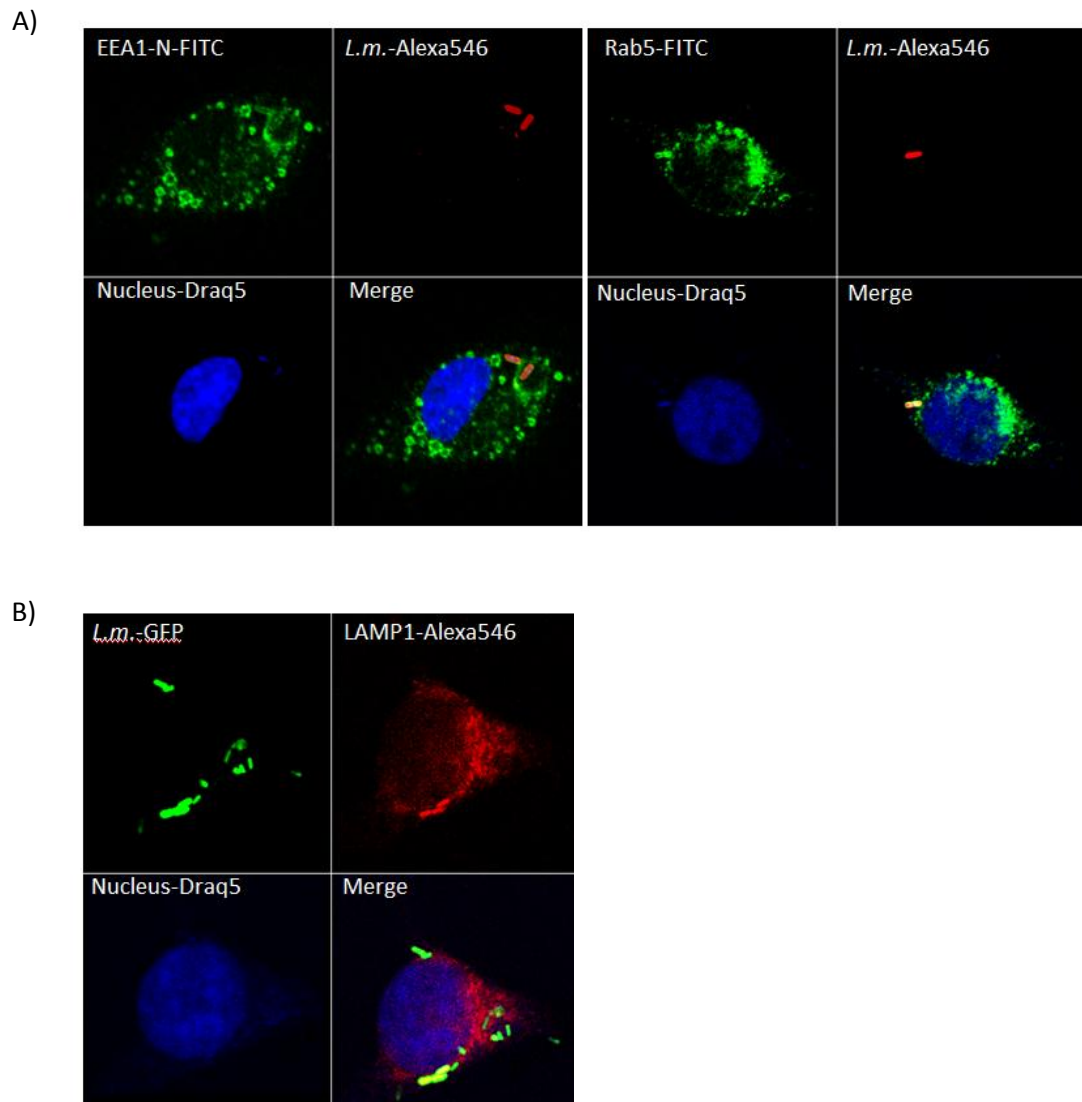 A)
EEA1-N-FITC L.m.-Alexa546 Rab5-FITC L.m.-Alexa546
Nucleus-Draq5 Merge Nucleus-Draq5 Merge
B)
L.m.-GFP LAMP1-Alexa546
Nucleus-Draq5 Merge